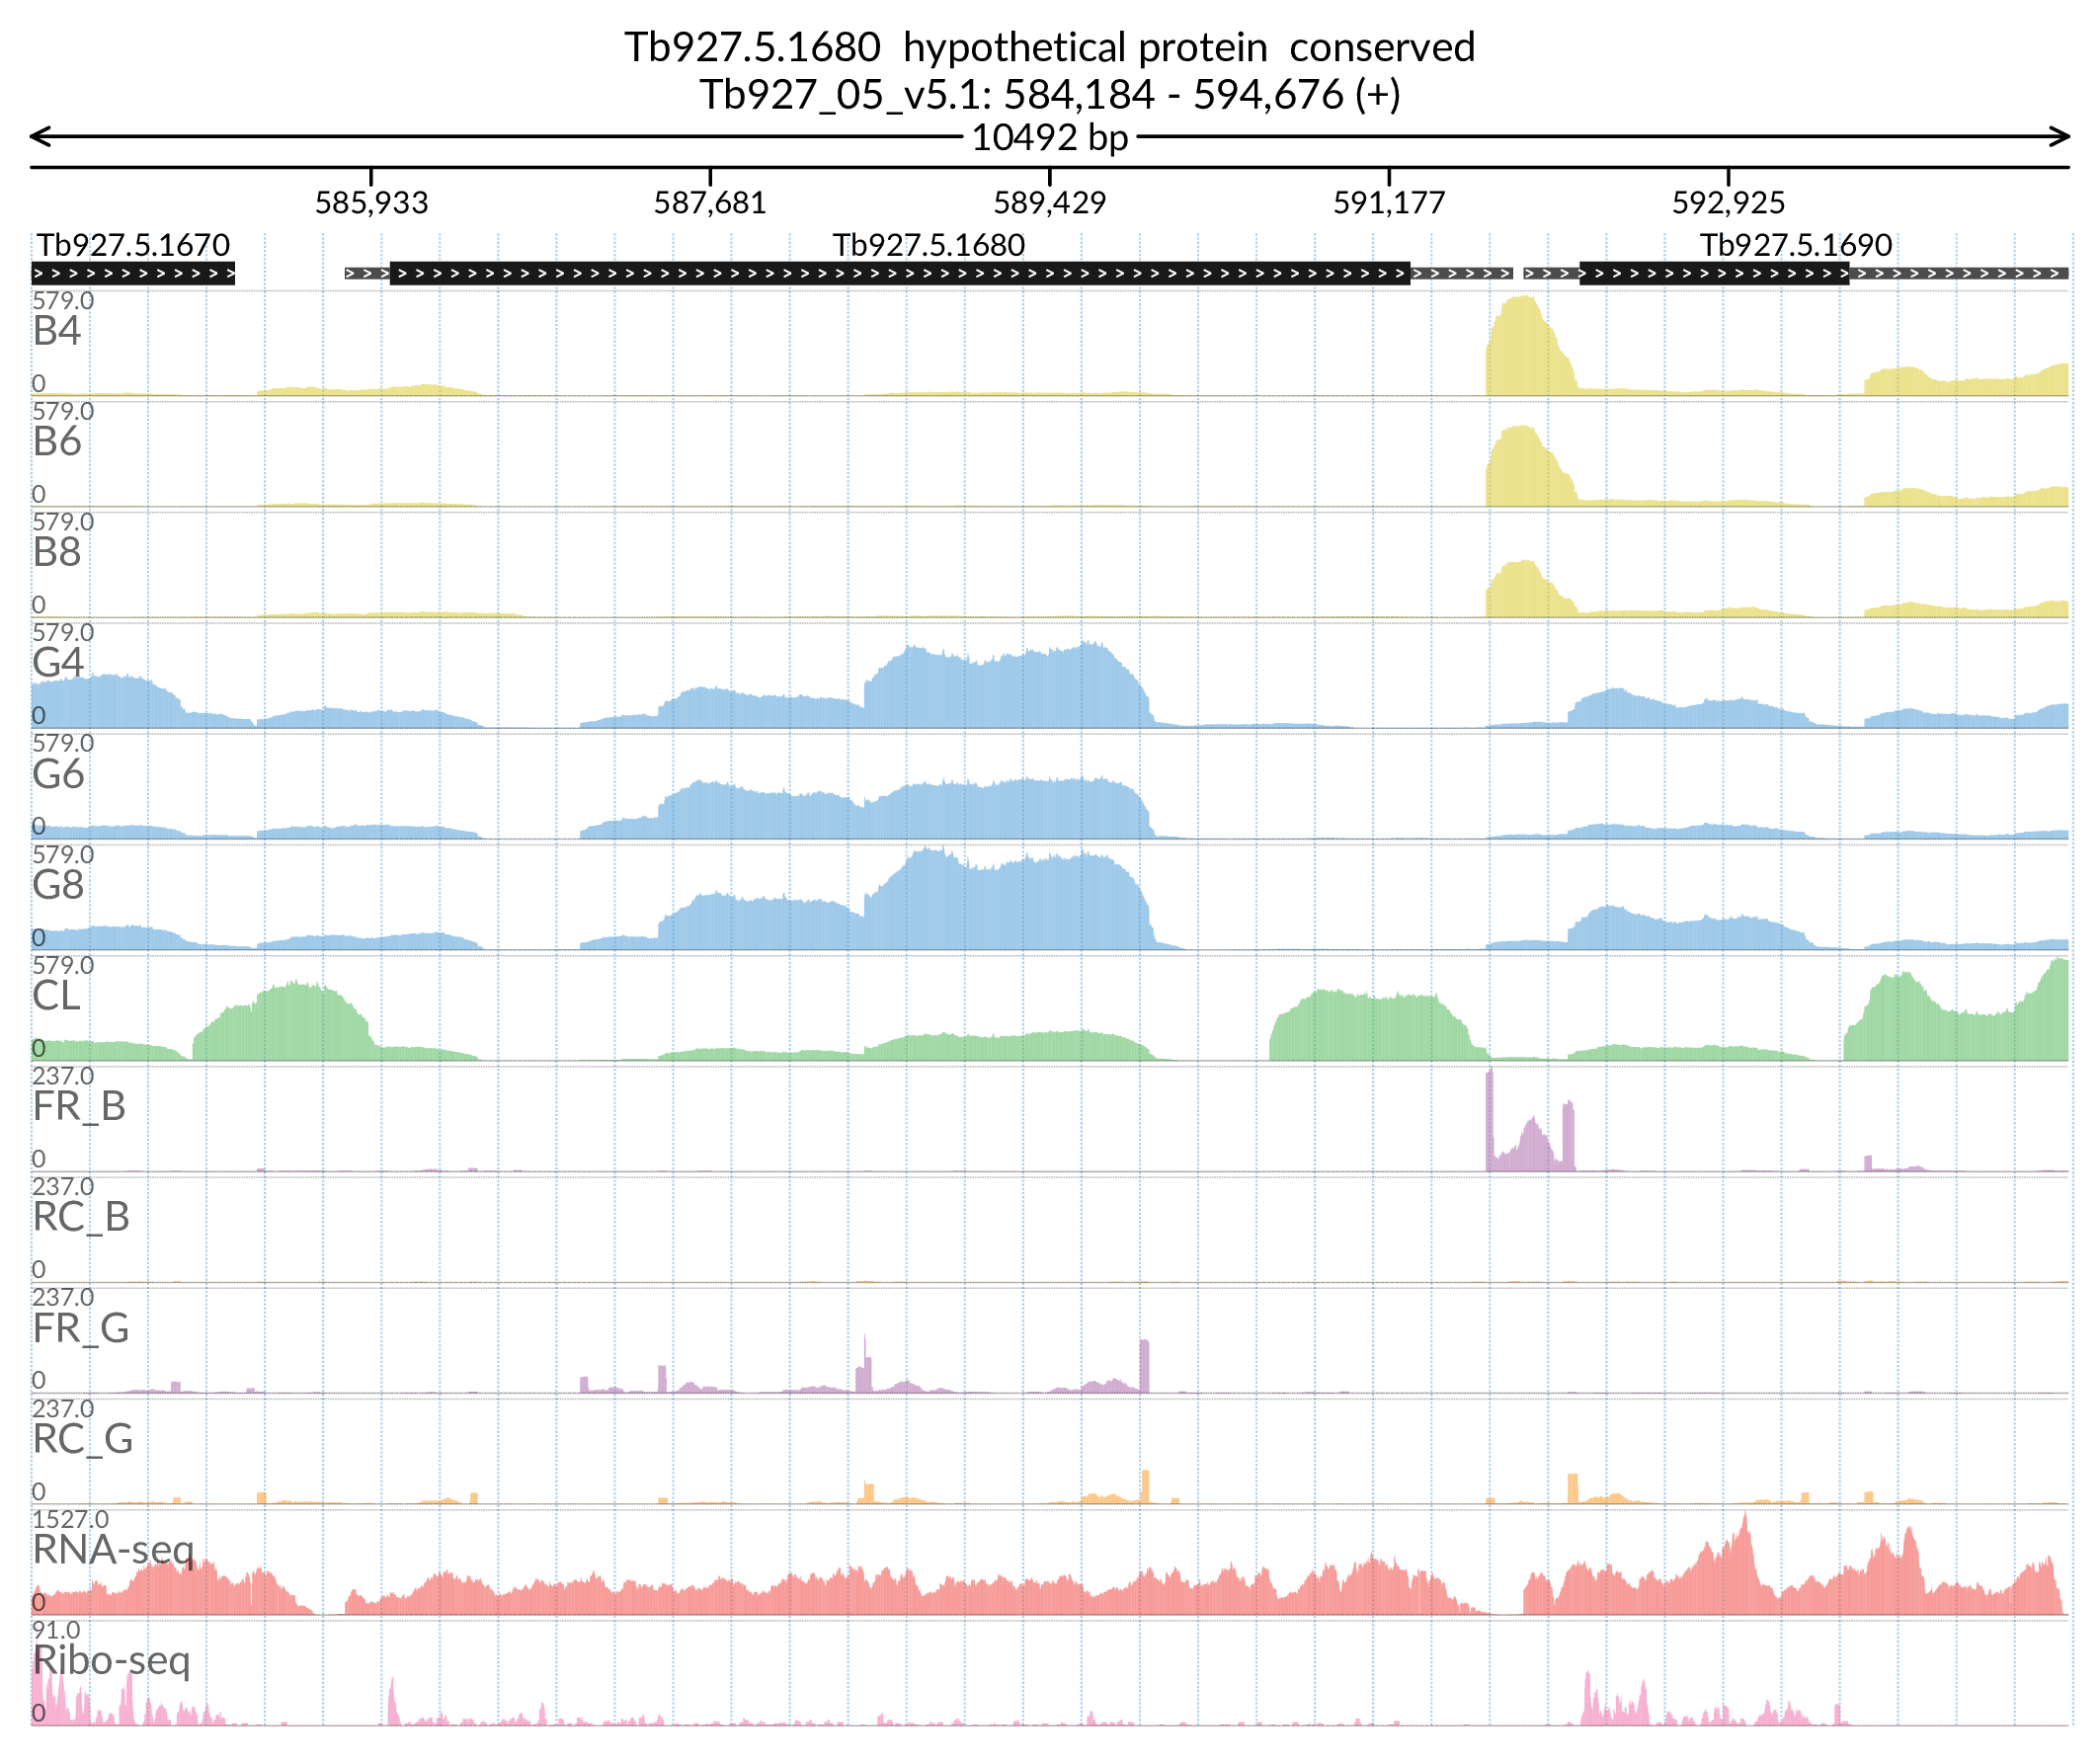 Tb927.5.1680  hypothetical protein  conserved
Tb927_05_v5.1: 584,184 - 594,676 (+)
10492 bp
585,933 587,681 589,429 591,177 592,925
Tb927.5.1670 Tb927.5.1680 Tb927.5.1690
579.0
B4
0
579.0
B6
0
579.0
B8
0
579.0
G4
0
579.0
G6
0
579.0
G8
0
579.0
CL
0
237.0
FR_B
0
237.0
RC_B
0
237.0
FR_G
0
237.0
RC_G
0
1527.0
RNA-seq
0
91.0
Ribo-seq
0